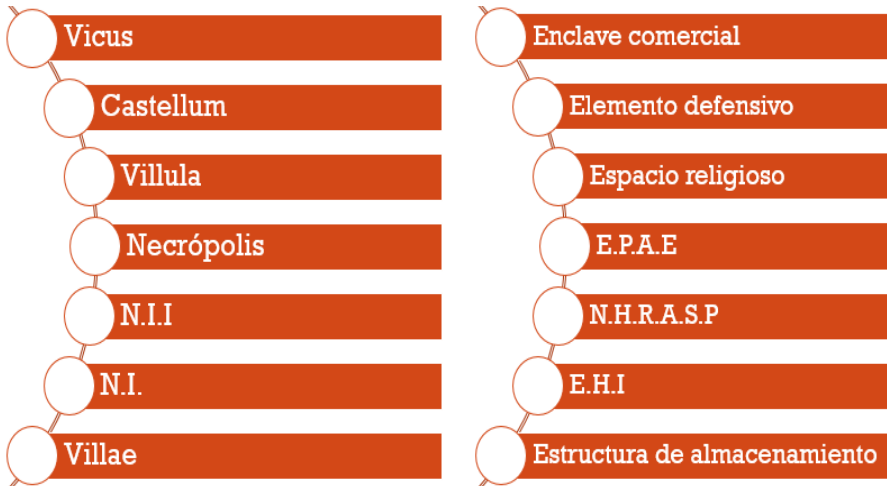 Vicus
Castellum
Villula
Necrópolis
N.I.I
N.I.
Villae
Enclave comercial
Elemento defensivo
Espacio religioso
E.P.A.E
N.H.R.A.S.P
E.H.I
Estructura de almacenamiento